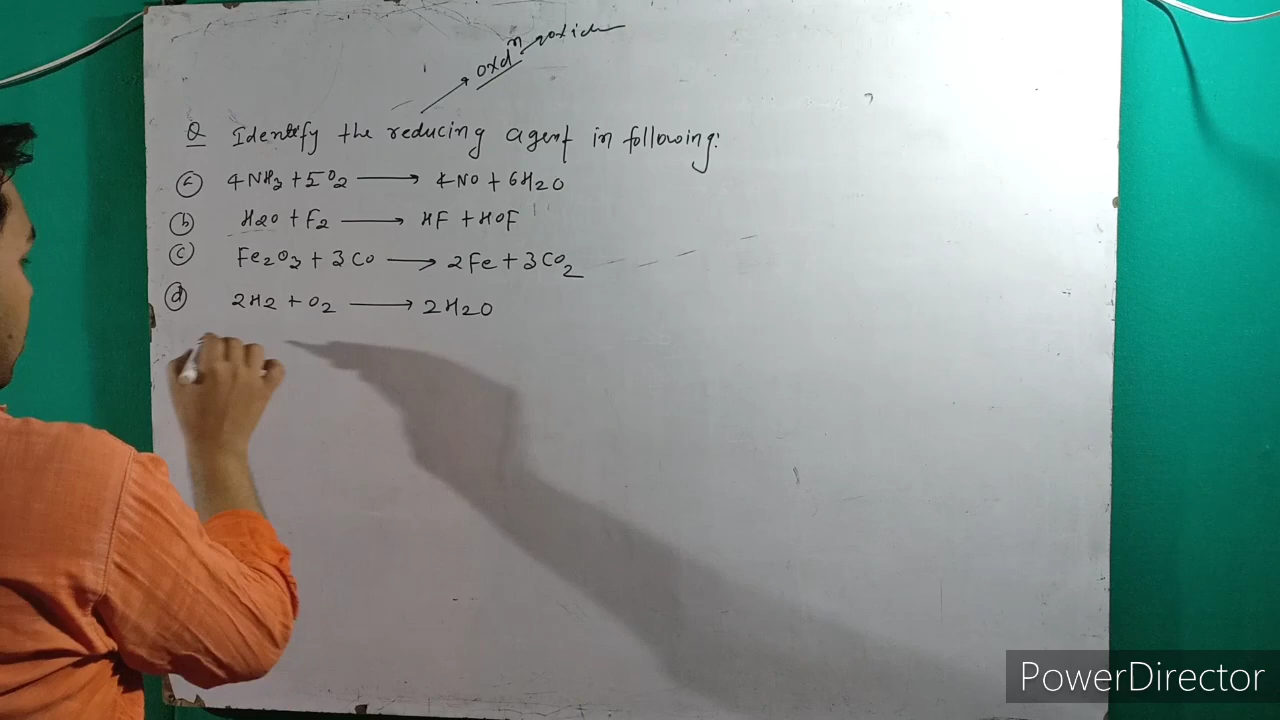 oxdⁿ
Q Identify the reducing agent in following:
a 4NH3 + 5O2 ⟶ 4NO + 6H2O
b H2O + F2 ⟶ HF + HOF
c Fe2O3 + 3CO ⟶ 2Fe + 3CO2
d 2H2 + O2 ⟶ 2H2O
PowerDirector